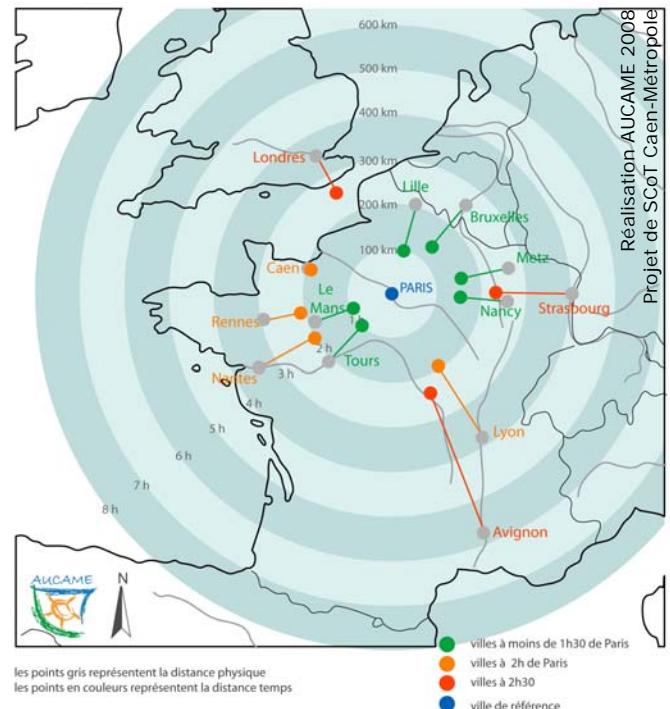 600 km
500 km
400 km
300 km
200 km
100 km
Réalisation AUCAME 2008
Projet de SCoT Caen-Métropole
Londres
Lille
Bruxelles
Caen
Metz
Le
Mans
PARIS
Rennes
Nancy
Strasbourg
1 h
2 h
Tours
Nantes
3 h
4 h
5 h
6 h
7 h
8 h
Lyon
Avignon
AUCAME
N
villes à moins de 1h30 de Paris
villes à 2h de Paris
villes à 2h30
ville de référence
les points gris représentent la distance physique
les points en couleurs représentent la distance temps